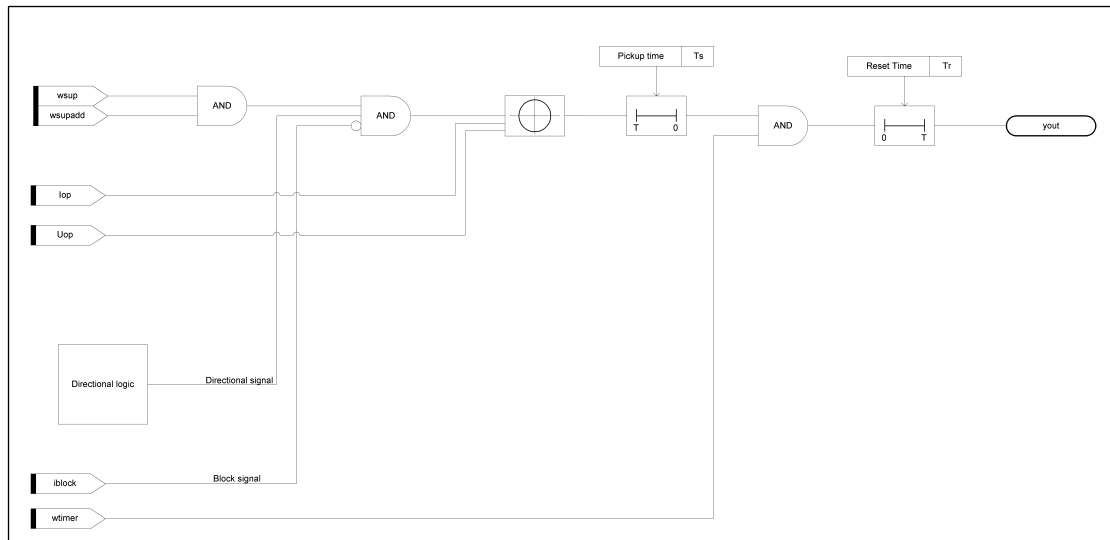 Pickup time Ts
Reset Time Tr
wsup
wsupadd
AND
AND
T 0
AND
0 T
yout
Iop
Uop
Directional logic
Directional signal
iblock
Block signal
wtimer